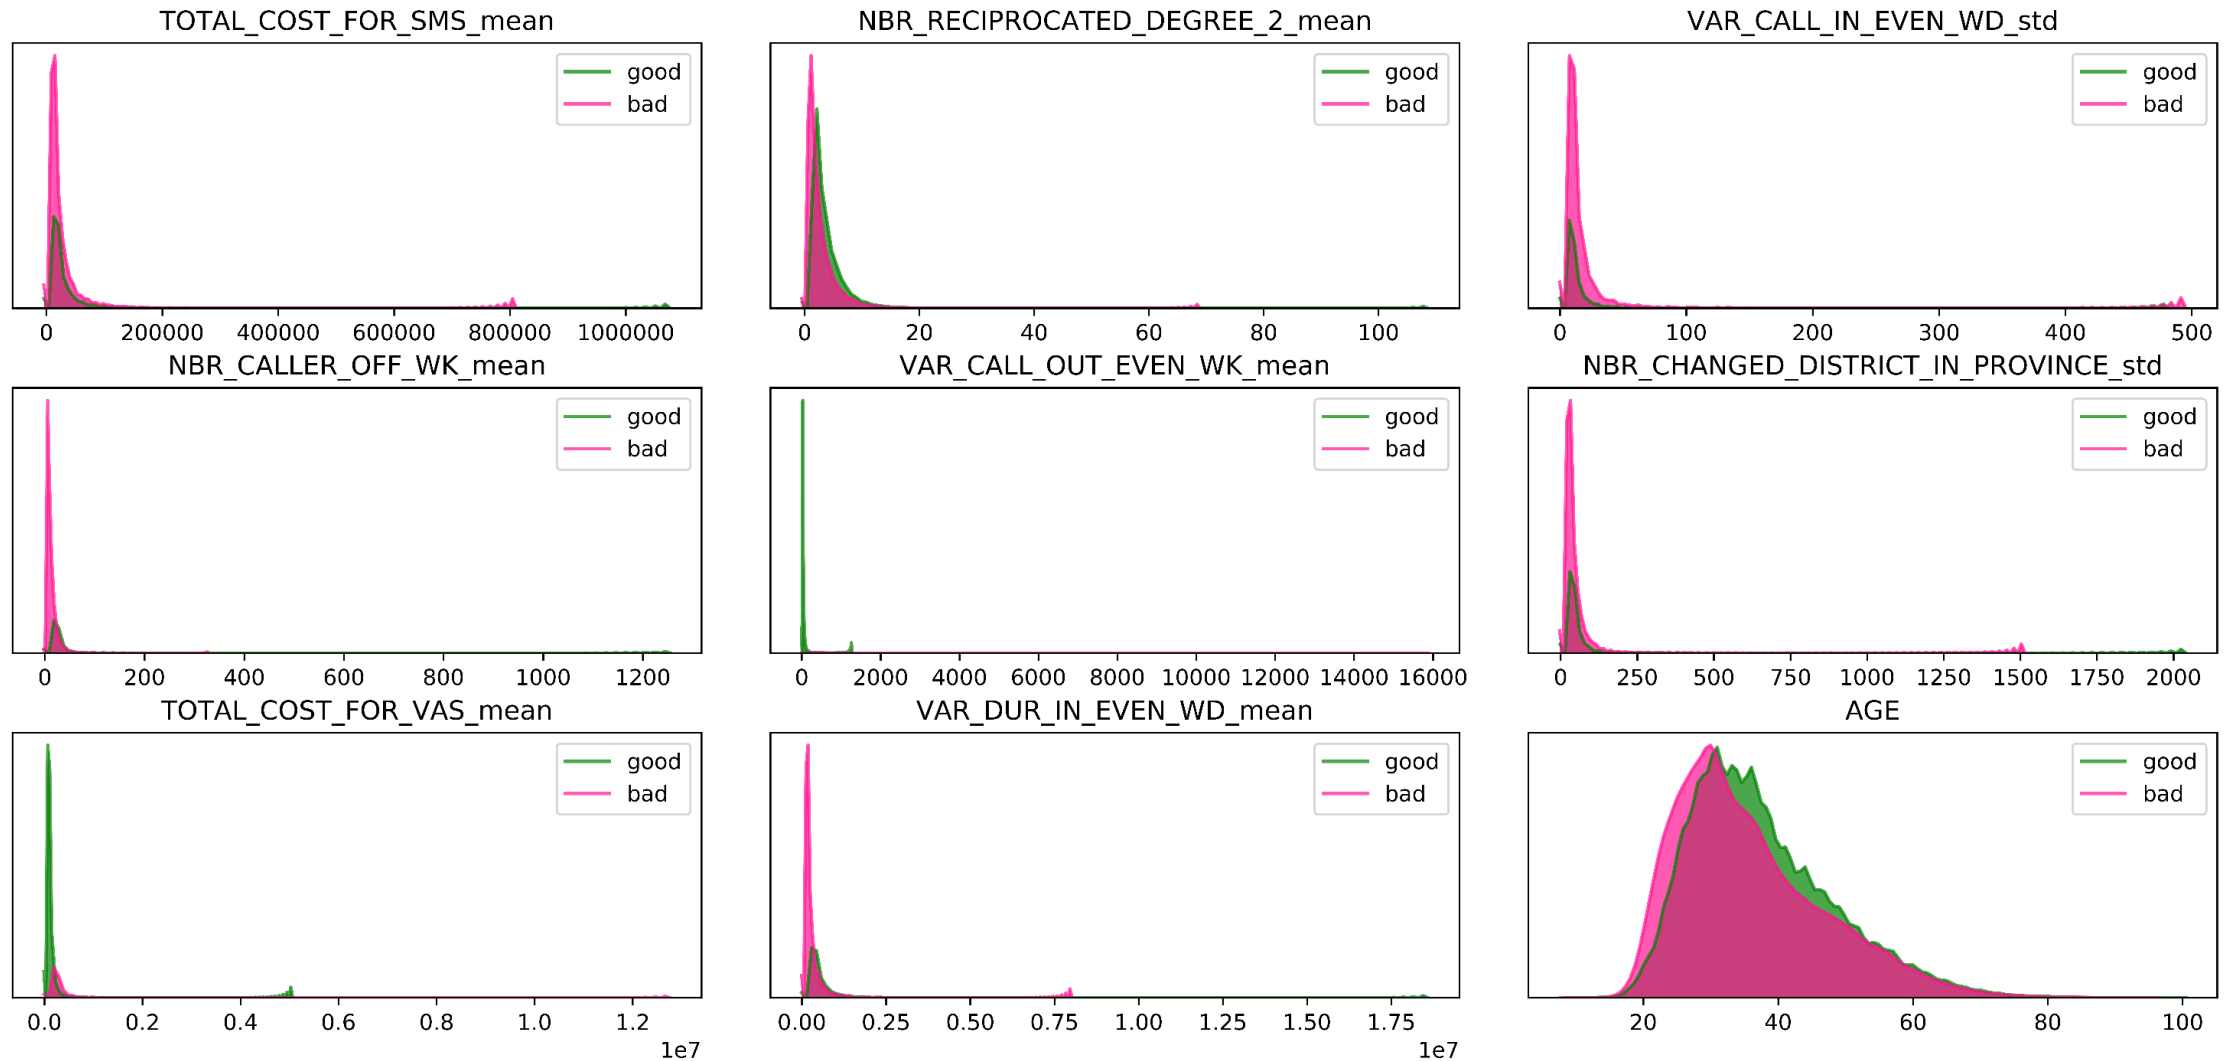 TOTAL_COST_FOR_SMS_mean
good
bad
0 200000 400000 600000 800000 1000000
NBR_RECIPROCATED_DEGREE_2_mean
good
bad
0 20 40 60 80 100
VAR_CALL_IN_EVEN_WD_std
good
bad
0 100 200 300 400 500
NBR_CALLER_OFF_WK_mean
good
bad
0 200 400 600 800 1000 1200
VAR_CALL_OUT_EVEN_WK_mean
good
bad
0 2000 4000 6000 8000 10000 12000 14000 16000
NBR_CHANGED_DISTRICT_IN_PROVINCE_std
good
bad
0 250 500 750 1000 1250 1500 1750 2000
TOTAL_COST_FOR_VAS_mean
good
bad
0.0 0.2 0.4 0.6 0.8 1.0 1.2
1e7
VAR_DUR_IN_EVEN_WD_mean
good
bad
0.00 0.25 0.50 0.75 1.00 1.25 1.50 1.75
1e7
AGE
good
bad
20 40 60 80 100